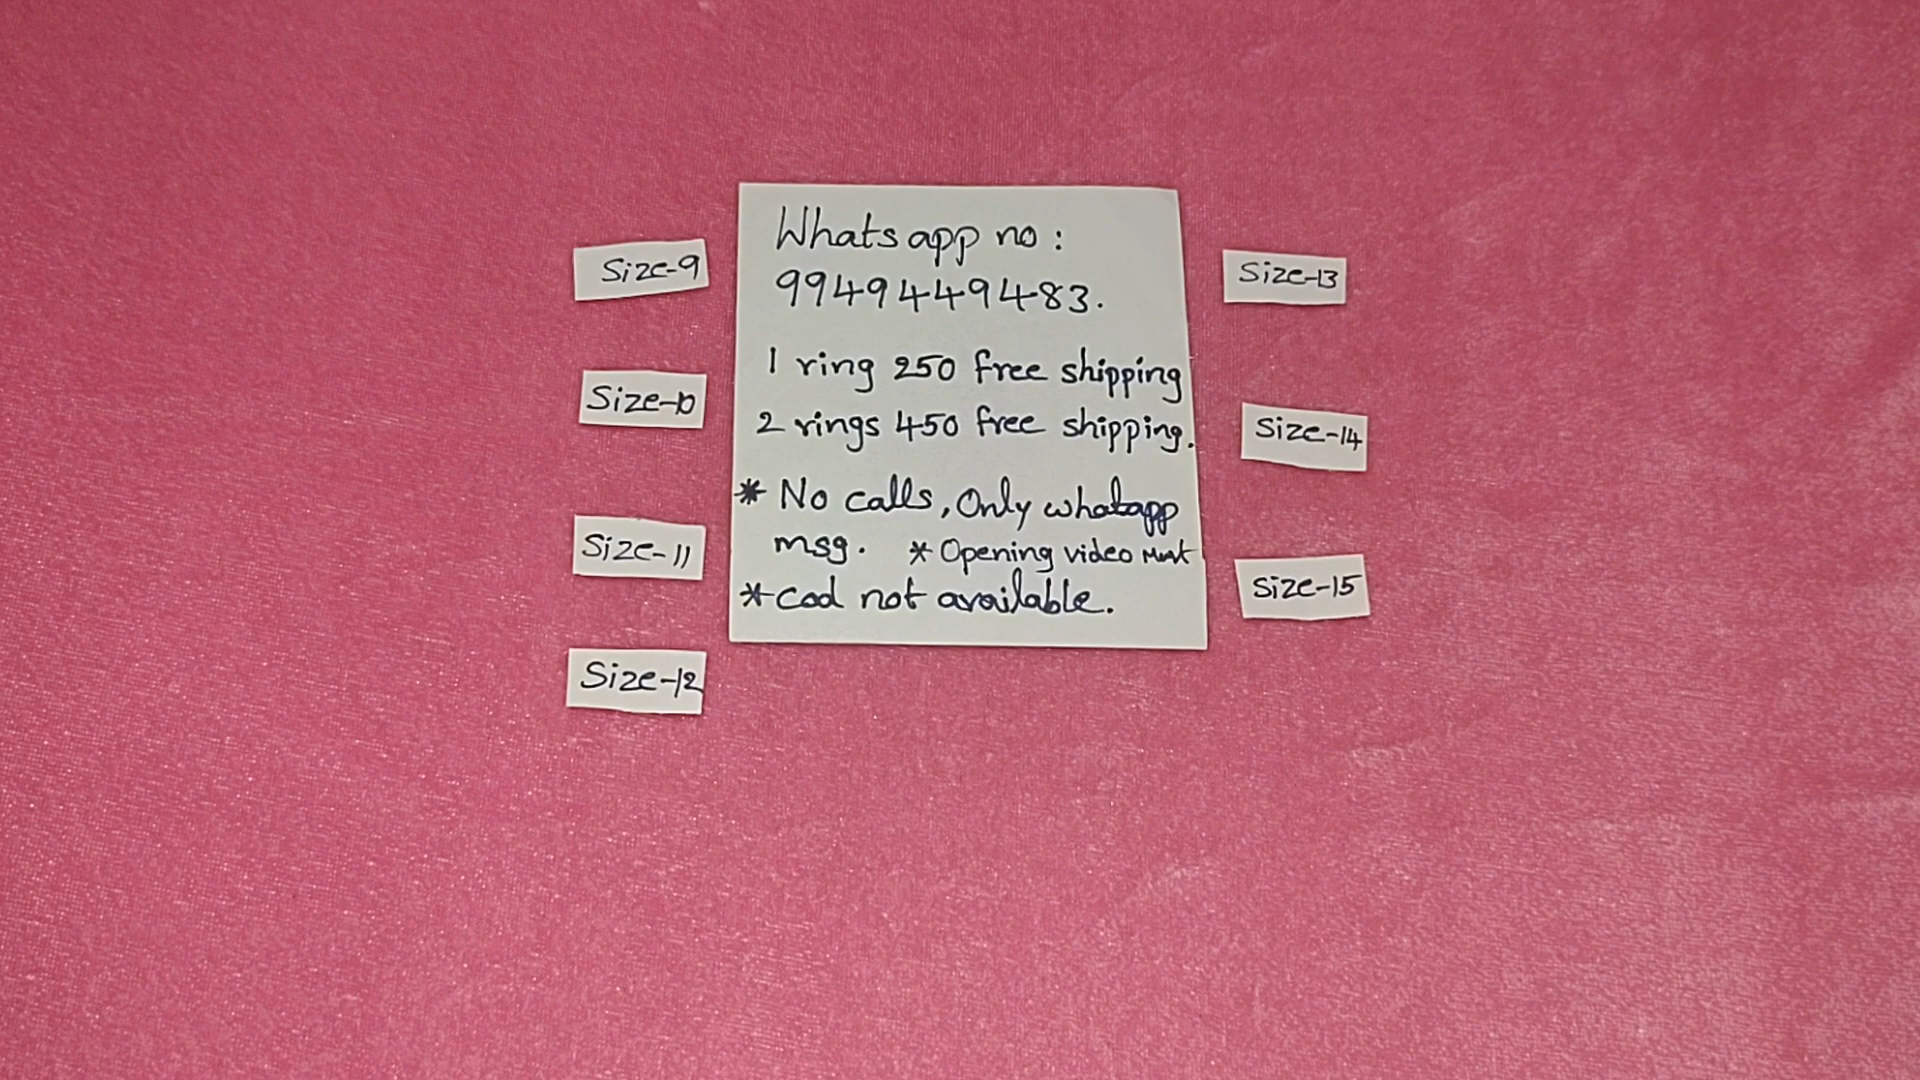 Whatsapp no :
9949449483.
1 ring 250 free shipping
2 rings 450 free shipping.
* No calls, Only whatapp
msg. * Opening video Must
* cod not available.
Size-9
Size-10
Size-11
Size-12
Size-13
Size-14
Size-15